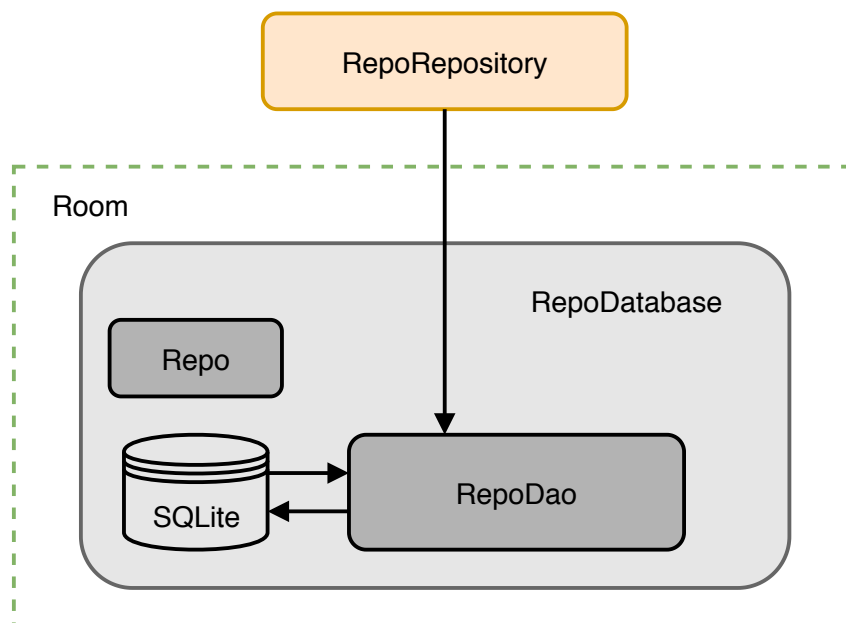 RepoRepository
Room
RepoDatabase
Repo
SQLite
RepoDao